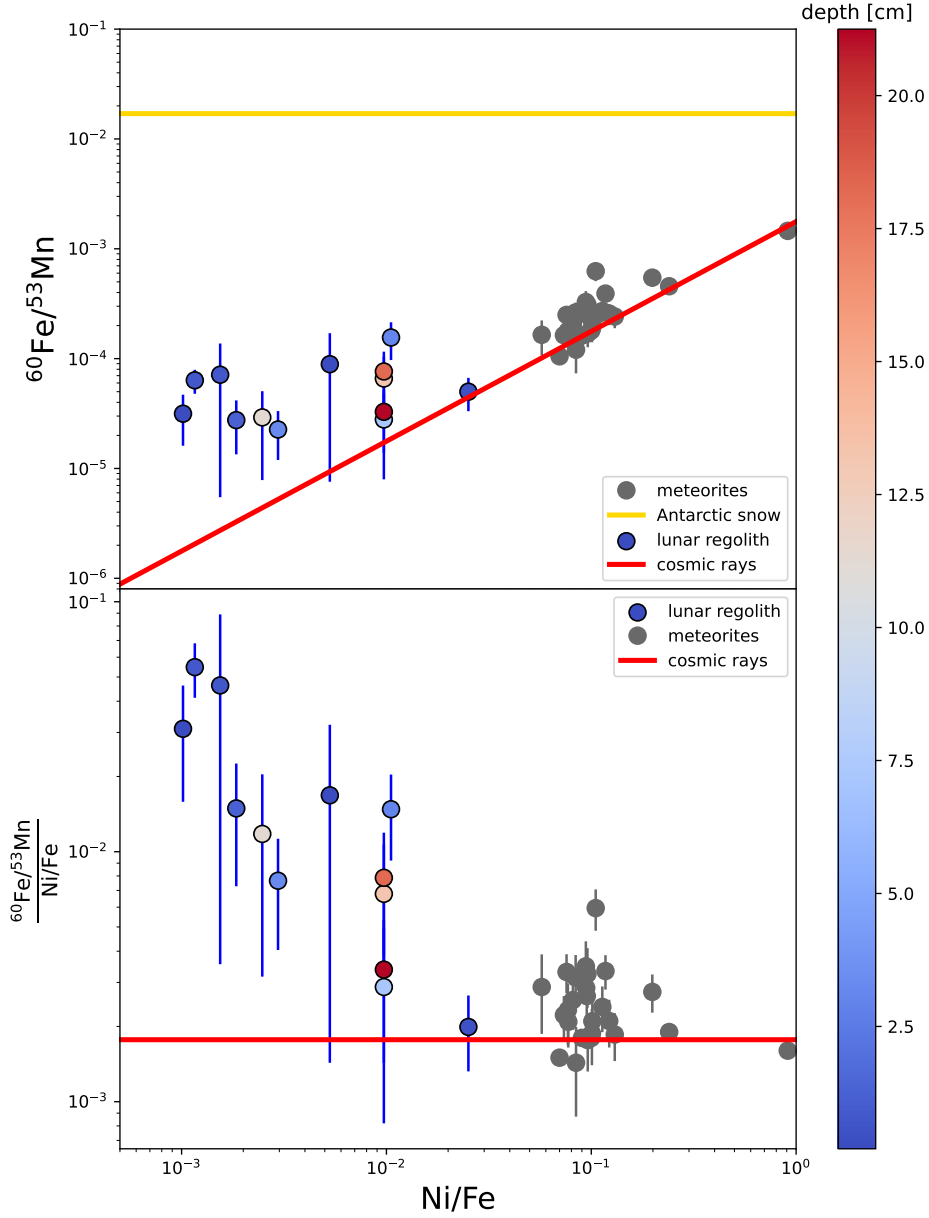 depth [cm]
10⁻¹
10⁻²
10⁻³
10⁻⁴
10⁻⁵
10⁻⁶
⁶⁰Fe/⁵³Mn
meteorites
Antarctic snow
lunar regolith
cosmic rays
10⁻¹
10⁻²
10⁻³
⁶⁰Fe/⁵³Mn
Ni/Fe
lunar regolith
meteorites
cosmic rays
10⁻³
10⁻²
10⁻¹
10⁰
Ni/Fe
20.0
17.5
15.0
12.5
10.0
7.5
5.0
2.5